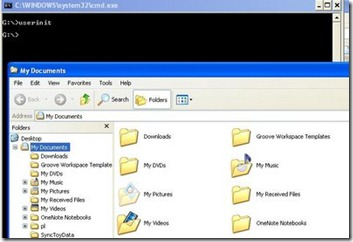 C:\WINDOWS\system32\cmd.exe
G:\>userinit
G:\>
My Documents
File Edit View Favorites Tools Help
Back Search Folders
Address My Documents
Folders
Desktop
My Documents
Downloads
Groove Workspace Template
My DVDs
My Music
My Pictures
My Received Files
My Videos
OneNote Notebooks
pl
SyncToyData
Downloads Groove Workspace Templates
My DVDs My Music
My Pictures My Received Files
My Videos OneNote Notebooks